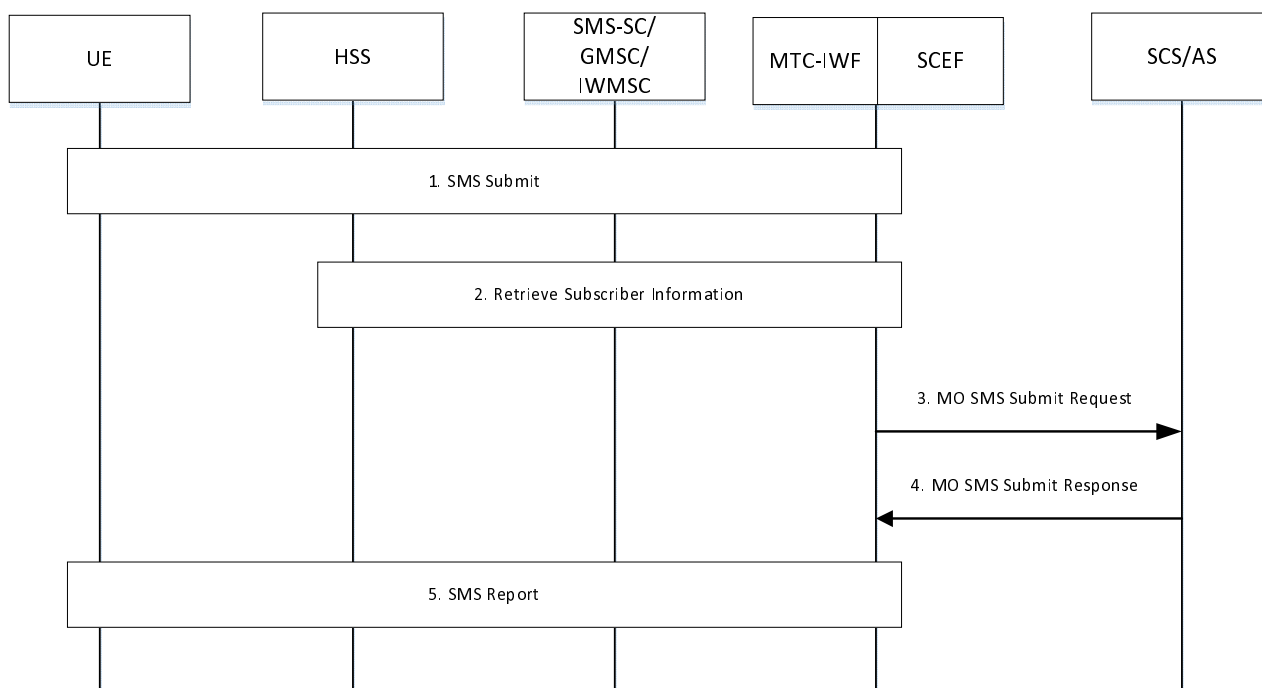 UE
HSS
SMS-SC/
GMSC/
IWMSC
MTC-IWF
SCEF
SCS/AS
1. SMS Submit
2. Retrieve Subscriber Information
3. MO SMS Submit Request
4. MO SMS Submit Response
5. SMS Report